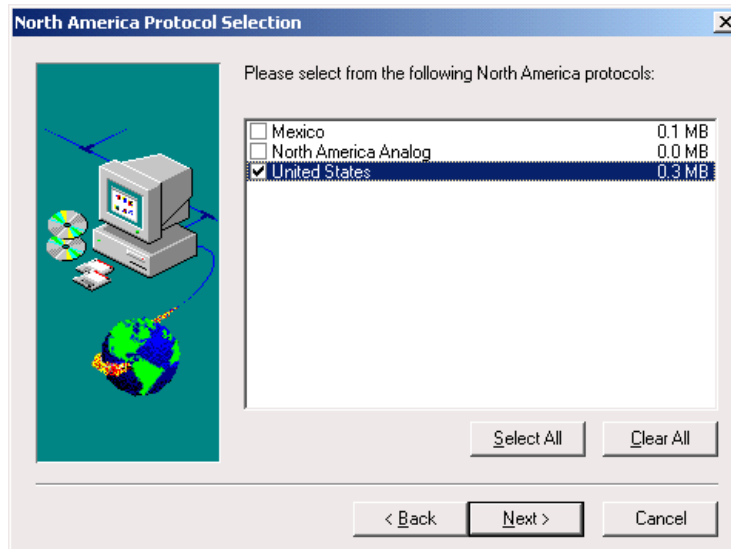 North America Protocol Selection
Please select from the following North America protocols:
Mexico 0.1 MB
North America Analog 0.0 MB
United States 0.3 MB
Select All Clear All
< Back Next > Cancel